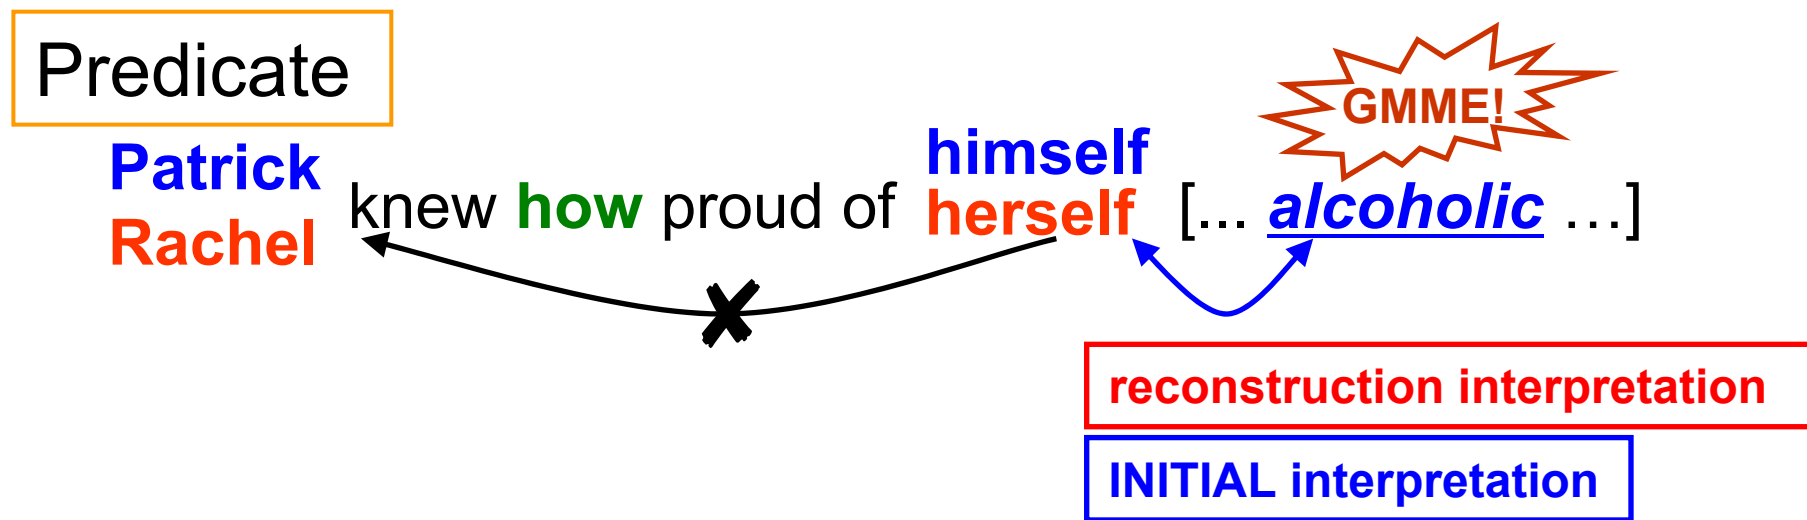 Predicate
GMME!
Patrick
Rachel
knew how proud of
himself
herself
[... alcoholic …]
reconstruction interpretation
INITIAL interpretation